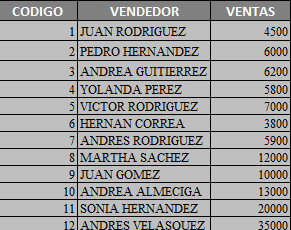 CODIGO VENDEDOR VENTAS
1 JUAN RODRIGUEZ 4500
2 PEDRO HERNANDEZ 6000
3 ANDREA GUITIERREZ 6200
4 YOLANDA PEREZ 5800
5 VICTOR RODRIGUEZ 7000
6 HERNAN CORREA 3800
7 ANDRES RODRIGUEZ 5900
8 MARTHA SACHEZ 12000
9 JUAN GOMEZ 10000
10 ANDREA ALMECIGA 13000
11 SONIA HERNANDEZ 20000
12 ANDRES VELASQUEZ 35000